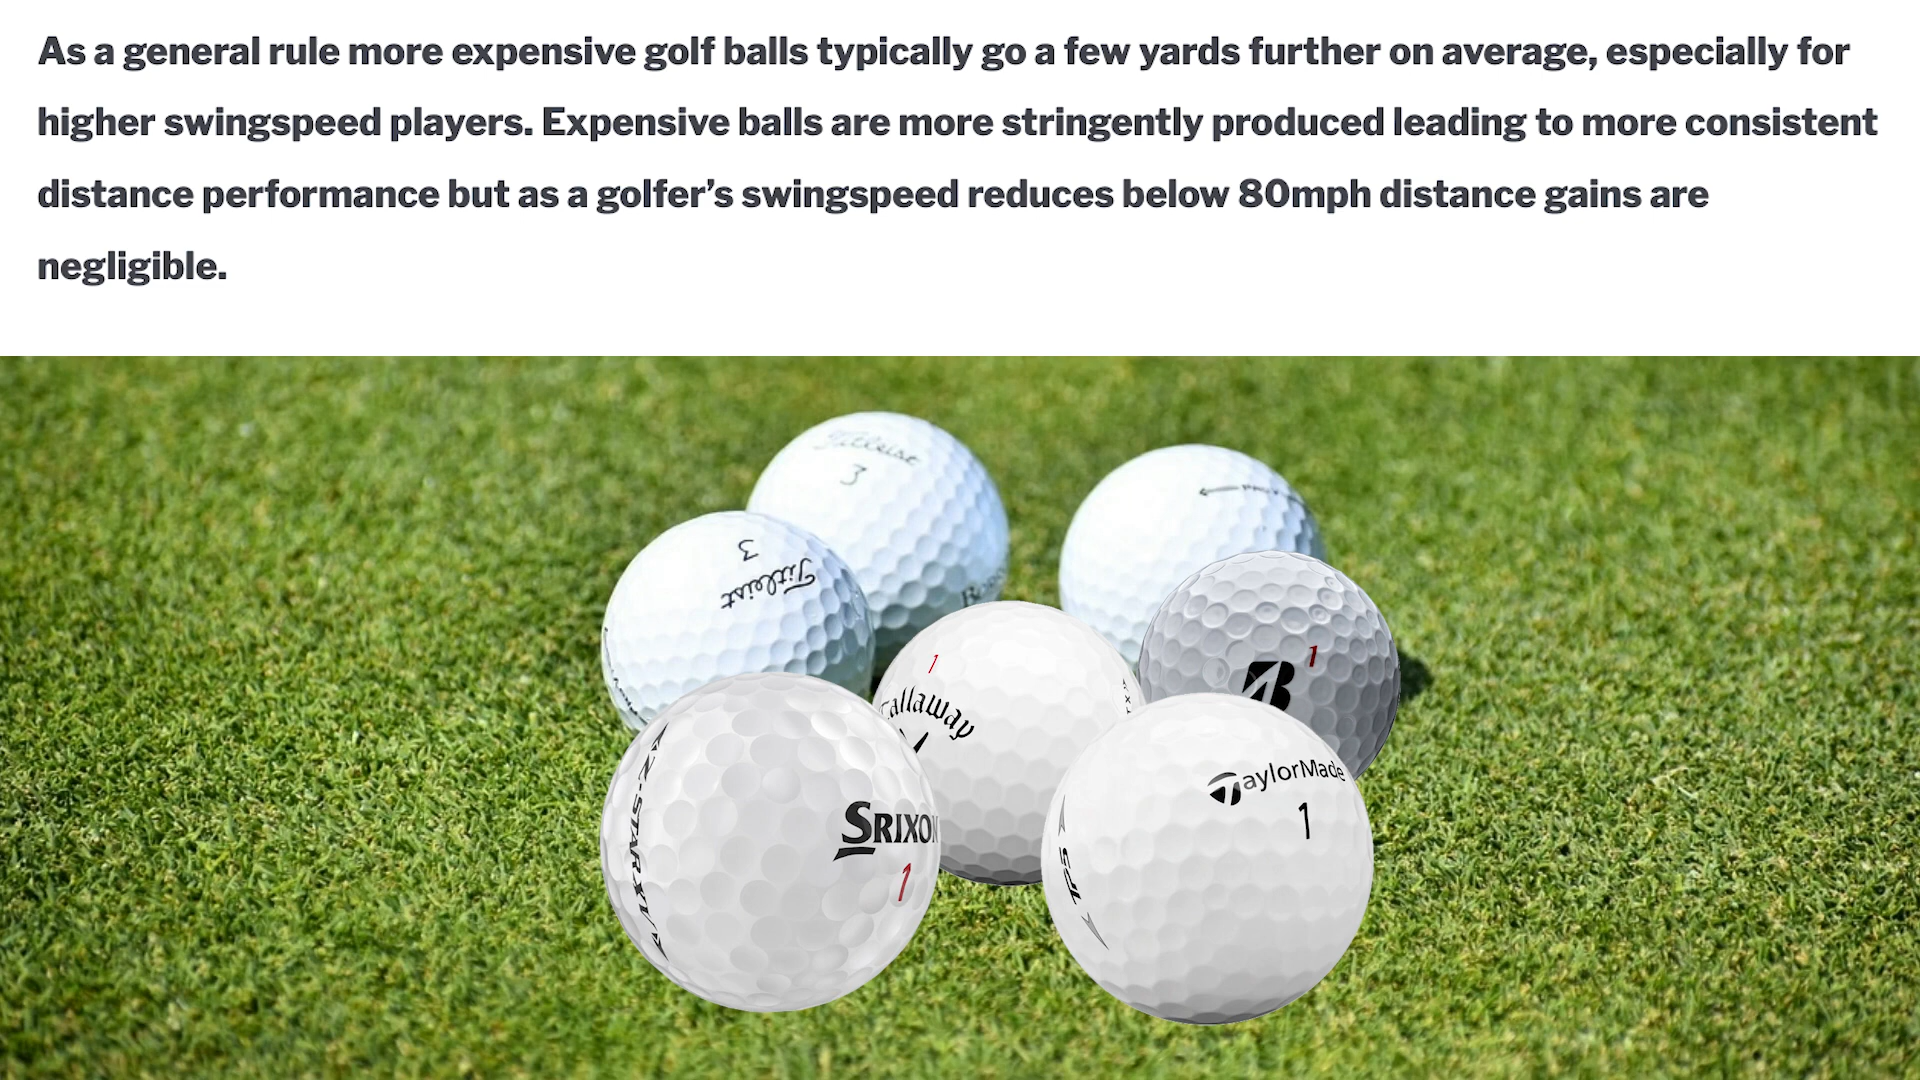 As a general rule more expensive golf balls typically go a few yards further on average, especially for
higher swingspeed players. Expensive balls are more stringently produced leading to more consistent
distance performance but as a golfer’s swingspeed reduces below 80mph distance gains are
negligible.
Titleist
3
3
Titleist
1
Callaway
1
Z-STAR XV
SRIXON
1
TaylorMade
1
TP5